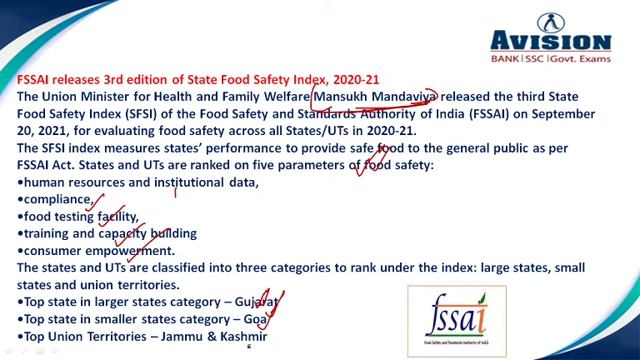 AVISION
BANK|SSC|Govt. Exams
FSSAI releases 3rd edition of State Food Safety Index, 2020-21
The Union Minister for Health and Family Welfare Mansukh Mandaviya released the third State
Food Safety Index (SFSI) of the Food Safety and Standards Authority of India (FSSAI) on September
20, 2021, for evaluating food safety across all States/UTs in 2020-21.
The SFSI index measures states’ performance to provide safe food to the general public as per
FSSAI Act. States and UTs are ranked on five parameters of food safety:
•human resources and institutional data,
•compliance,
•food testing facility,
•training and capacity building
•consumer empowerment.
The states and UTs are classified into three categories to rank under the index: large states, small
states and union territories.
•Top state in larger states category – Gujarat
•Top state in smaller states category – Goa
•Top Union Territories – Jammu & Kashmir
fssai
Food Safety and Standards Authority of India